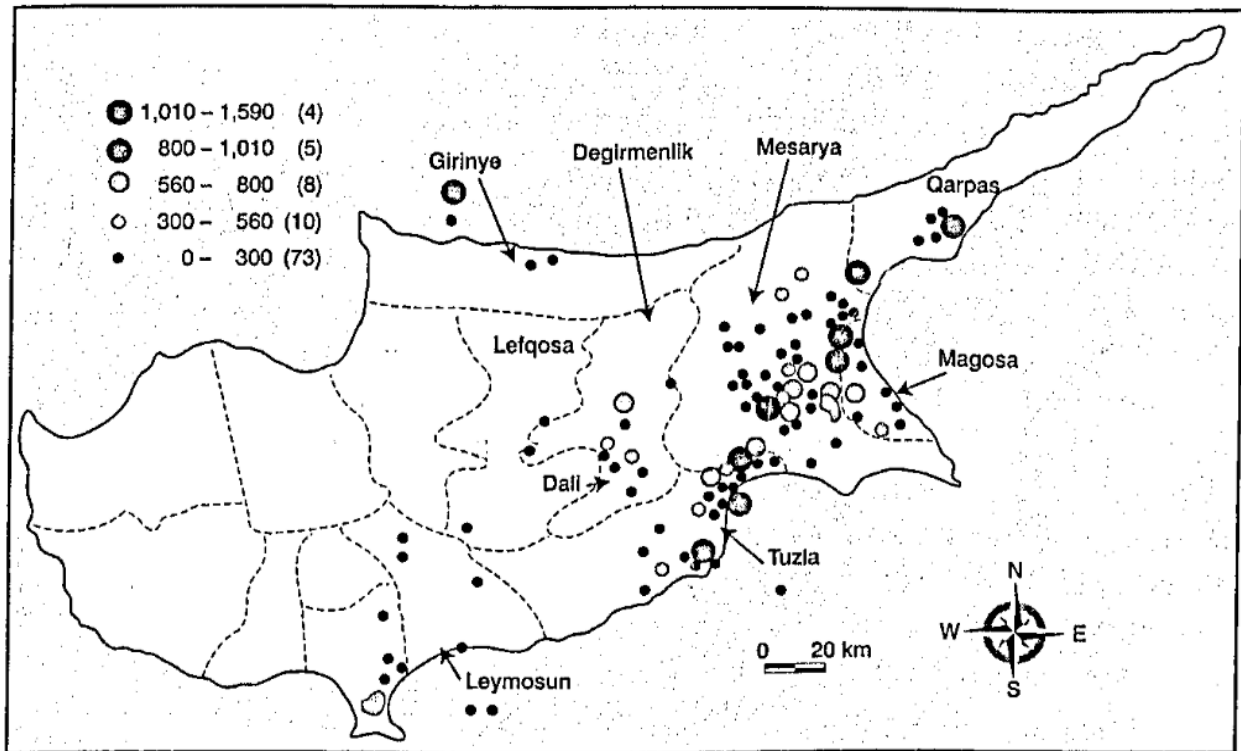 1,010 – 1,590 (4)
800 – 1,010 (5)
560 – 800 (8)
300 – 560 (10)
0 – 300 (73)
Girinye
Degirmenlik
Mesarya
Qarpas
Lefqosa
Magosa
Dali
Tuzla
Leymosun
0 20 km
N
W E
S